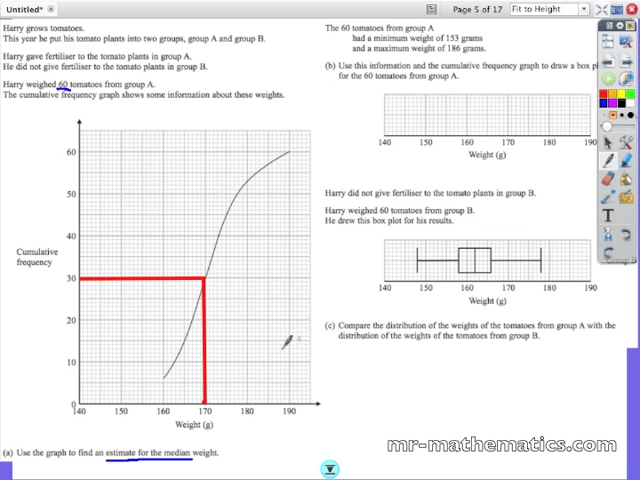 Untitled*
Page 5 of 17
Fit to Height
Harry grows tomatoes.
This year he put his tomato plants into two groups, group A and group B.
Harry gave fertiliser to the tomato plants in group A.
He did not give fertiliser to the tomato plants in group B.
Harry weighed 60 tomatoes from group A.
The cumulative frequency graph shows some information about these weights.
60
50
Cumulative
frequency
40
30
20
10
0
140 150 160 170 180 190
Weight (g)
(a) Use the graph to find an estimate for the median weight.
The 60 tomatoes from group A
had a minimum weight of 153 grams
and a maximum weight of 186 grams.
(b) Use this information and the cumulative frequency graph to draw a box
for the 60 tomatoes from group A.
140 150 160 170 180 190
Weight (g)
Harry did not give fertiliser to the tomato plants in group B.
Harry weighed 60 tomatoes from group B.
He drew this box plot for his results.
140 150 160 170 180 190
Weight (g)
(c) Compare the distribution of the weights of the tomatoes from group A with the
distribution of the weights of the tomatoes from group B.
T
mr-mathematics.com